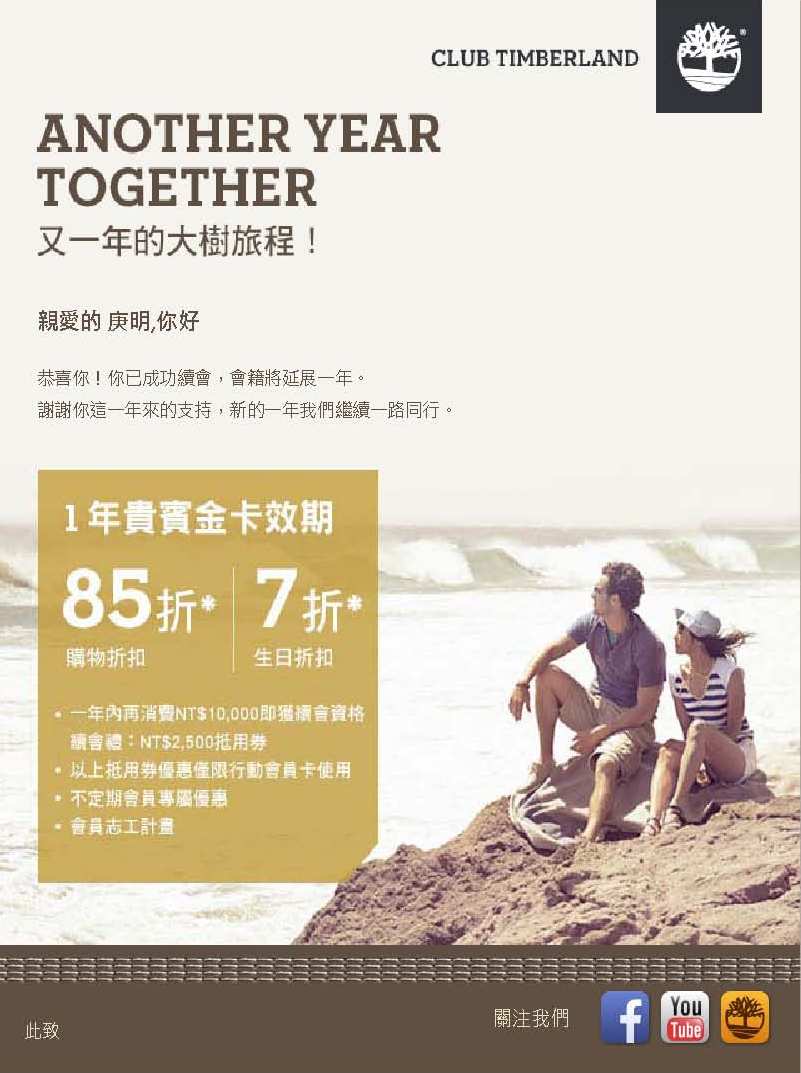 CLUB TIMBERLAND
ANOTHER YEAR
TOGETHER
又一年的大樹旅程！
親愛的 庚明,你好
恭喜你！你已成功續會，會籍將延展一年。
謝謝你這一年來的支持，新的一年我們繼續一路同行。
1 年貴賓金卡效期
85折* 7折*
購物折扣 生日折扣
• 一年內再消費NT$10,000即獲續會資格
續會禮：NT$2,500抵用券
• 以上抵用券優惠僅限行動會員卡使用
• 不定期會員專屬優惠
• 會員志工計畫
關注我們
You
Tube
此致